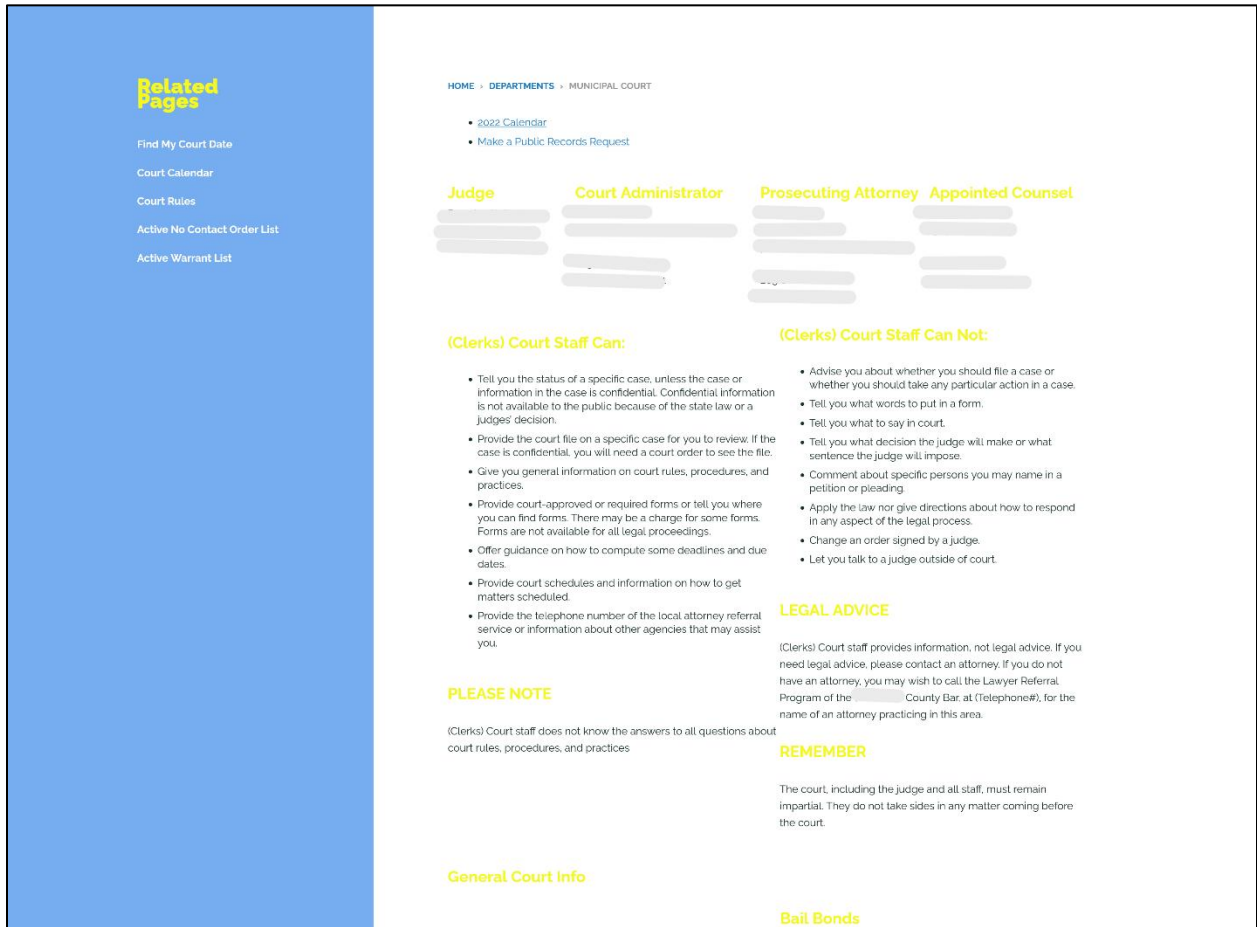 Related
Pages
Find My Court Date
Court Calendar
Court Rules
Active No Contact Order List
Active Warrant List
HOME › DEPARTMENTS › MUNICIPAL COURT
• 2022 Calendar
• Make a Public Records Request
Judge
Court Administrator
Prosecuting Attorney
Appointed Counsel
(Clerks) Court Staff Can:
• Tell you the status of a specific case, unless the case or
information in the case is confidential. Confidential information
is not available to the public because of the state law or a
judges' decision.
• Provide the court file on a specific case for you to review. If the
case is confidential, you will need a court order to see the file.
• Give you general information on court rules, procedures, and
practices.
• Provide court-approved or required forms or tell you where
you can find forms. There may be a charge for some forms.
Forms are not available for all legal proceedings.
• Offer guidance on how to compute some deadlines and due
dates.
• Provide court schedules and information on how to get
matters scheduled.
• Provide the telephone number of the local attorney referral
service or information about other agencies that may assist
you.
PLEASE NOTE
(Clerks) Court staff does not know the answers to all questions about
court rules, procedures, and practices
General Court Info
(Clerks) Court Staff Can Not:
• Advise you about whether you should file a case or
whether you should take any particular action in a case.
• Tell you what words to put in a form.
• Tell you what to say in court.
• Tell you what decision the judge will make or what
sentence the judge will impose.
• Comment about specific persons you may name in a
petition or pleading.
• Apply the law nor give directions about how to respond
in any aspect of the legal process.
• Change an order signed by a judge.
• Let you talk to a judge outside of court.
LEGAL ADVICE
(Clerks) Court staff provides information, not legal advice. If you
need legal advice, please contact an attorney. If you do not
have an attorney, you may wish to call the Lawyer Referral
Program of the County Bar, at (Telephone#), for the
name of an attorney practicing in this area.
REMEMBER
The court, including the judge and all staff, must remain
impartial. They do not take sides in any matter coming before
the court.
Bail Bonds